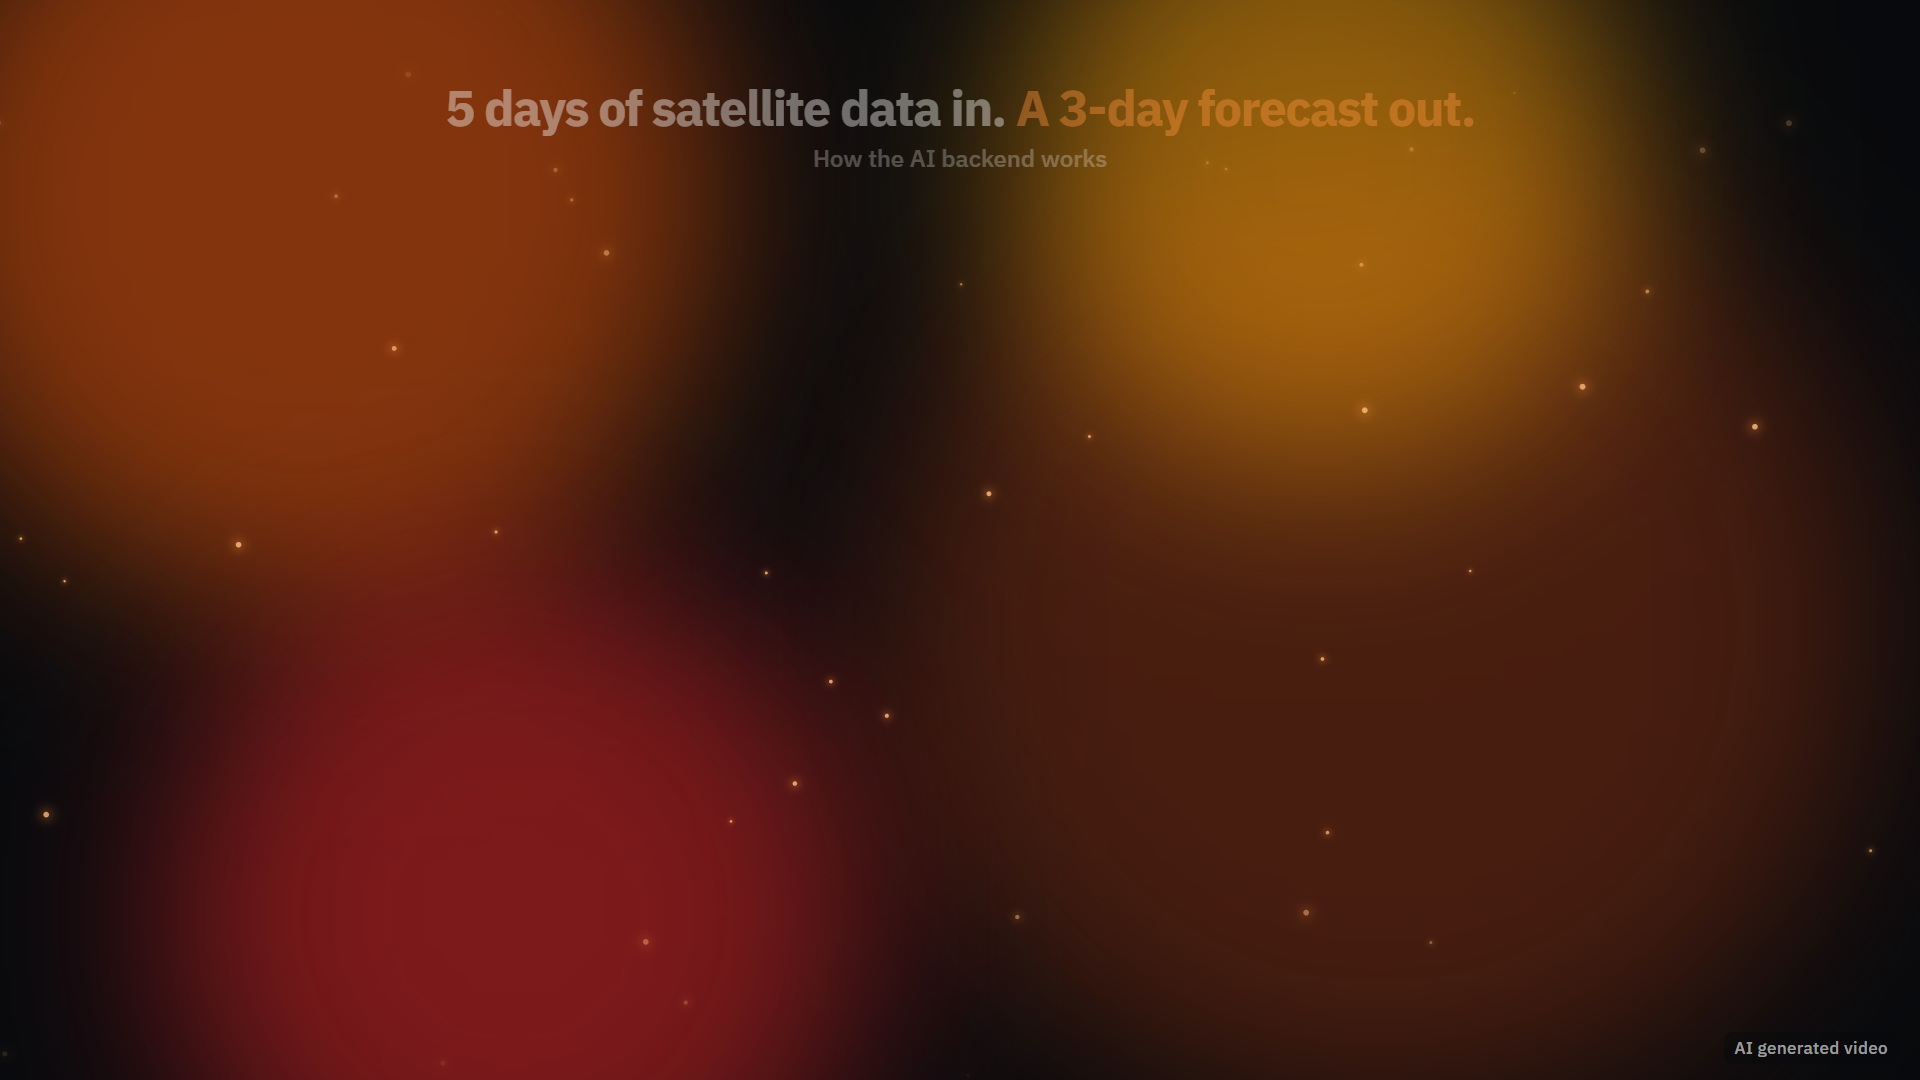 5 days of satellite data in. A 3-day forecast out.
How the AI backend works
AI generated video